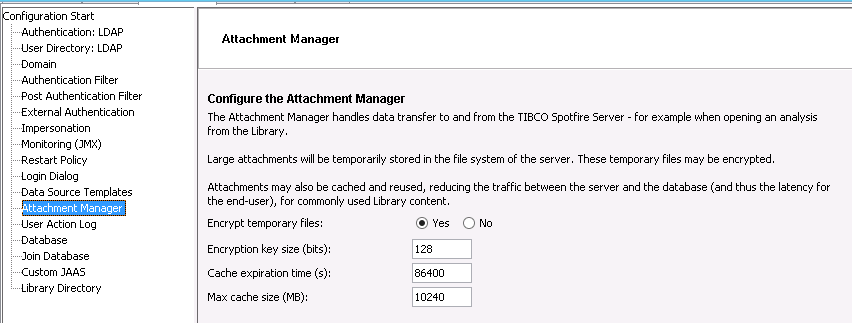 Configuration Start
Authentication: LDAP
User Directory: LDAP
Domain
Authentication Filter
Post Authentication Filter
External Authentication
Impersonation
Monitoring (JMX)
Restart Policy
Login Dialog
Data Source Templates
Attachment Manager
User Action Log
Database
Join Database
Custom JAAS
Library Directory
Attachment Manager
Configure the Attachment Manager
The Attachment Manager handles data transfer to and from the TIBCO Spotfire Server - for example when opening an analysis
from the Library.
Large attachments will be temporarily stored in the file system of the server. These temporary files may be encrypted.
Attachments may also be cached and reused, reducing the traffic between the server and the database (and thus the latency for
the end-user), for commonly used Library content.
Encrypt temporary files: Yes No
Encryption key size (bits): 128
Cache expiration time (s): 86400
Max cache size (MB): 10240